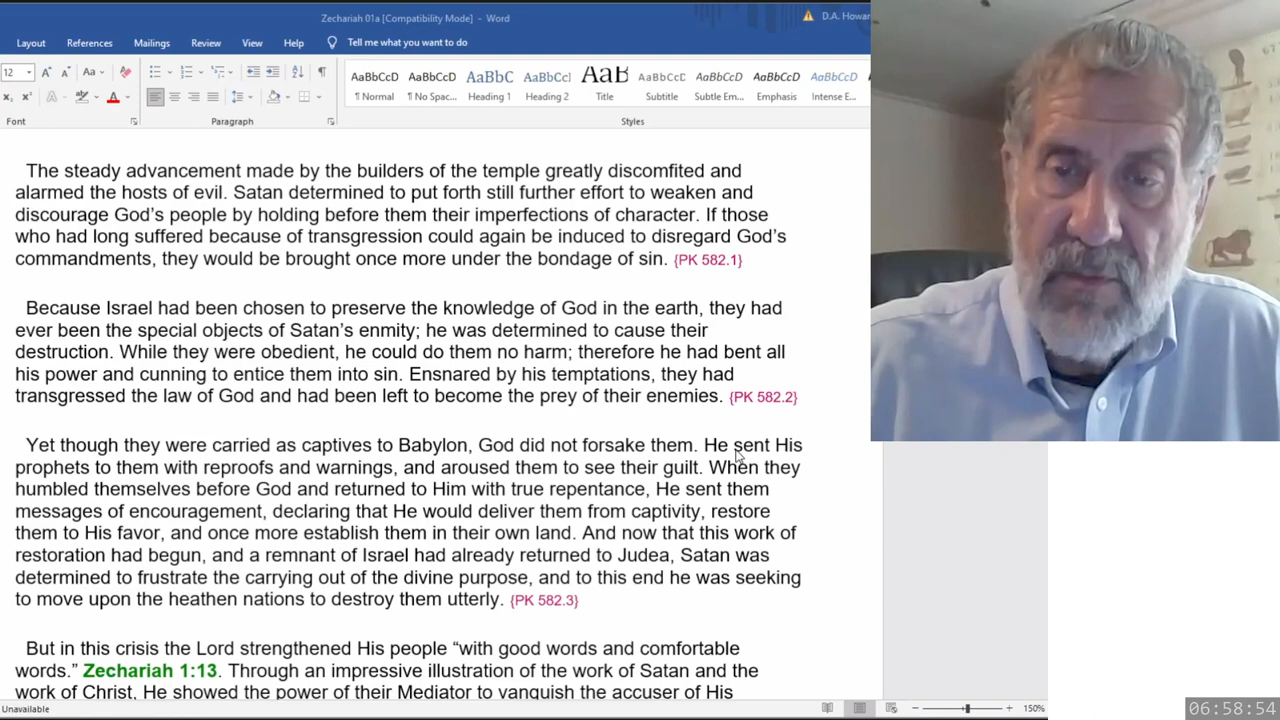 Zechariah 01a [Compatibility Mode] - Word
D.A. Howar
Layout References Mailings Review View Help Tell me what you want to do
12 Aa
AaBbCcD AaBbCcD AaBbC AaBbCcI AaB AaBbCcD AaBbCcD AaBbCcD AaBbCcD
¶ Normal ¶ No Spac... Heading 1 Heading 2 Title Subtitle Subtle Em... Emphasis Intense E...
Font Paragraph Styles
The steady advancement made by the builders of the temple greatly discomfited and
alarmed the hosts of evil. Satan determined to put forth still further effort to weaken and
discourage God’s people by holding before them their imperfections of character. If those
who had long suffered because of transgression could again be induced to disregard God’s
commandments, they would be brought once more under the bondage of sin. {PK 582.1}
Because Israel had been chosen to preserve the knowledge of God in the earth, they had
ever been the special objects of Satan’s enmity; he was determined to cause their
destruction. While they were obedient, he could do them no harm; therefore he had bent all
his power and cunning to entice them into sin. Ensnared by his temptations, they had
transgressed the law of God and had been left to become the prey of their enemies. {PK 582.2}
Yet though they were carried as captives to Babylon, God did not forsake them. He sent His
prophets to them with reproofs and warnings, and aroused them to see their guilt. When they
humbled themselves before God and returned to Him with true repentance, He sent them
messages of encouragement, declaring that He would deliver them from captivity, restore
them to His favor, and once more establish them in their own land. And now that this work of
restoration had begun, and a remnant of Israel had already returned to Judea, Satan was
determined to frustrate the carrying out of the divine purpose, and to this end he was seeking
to move upon the heathen nations to destroy them utterly. {PK 582.3}
But in this crisis the Lord strengthened His people “with good words and comfortable
words.” Zechariah 1:13. Through an impressive illustration of the work of Satan and the
work of Christ, He showed the power of their Mediator to vanquish the accuser of His
Unavailable
150%
06:58:54